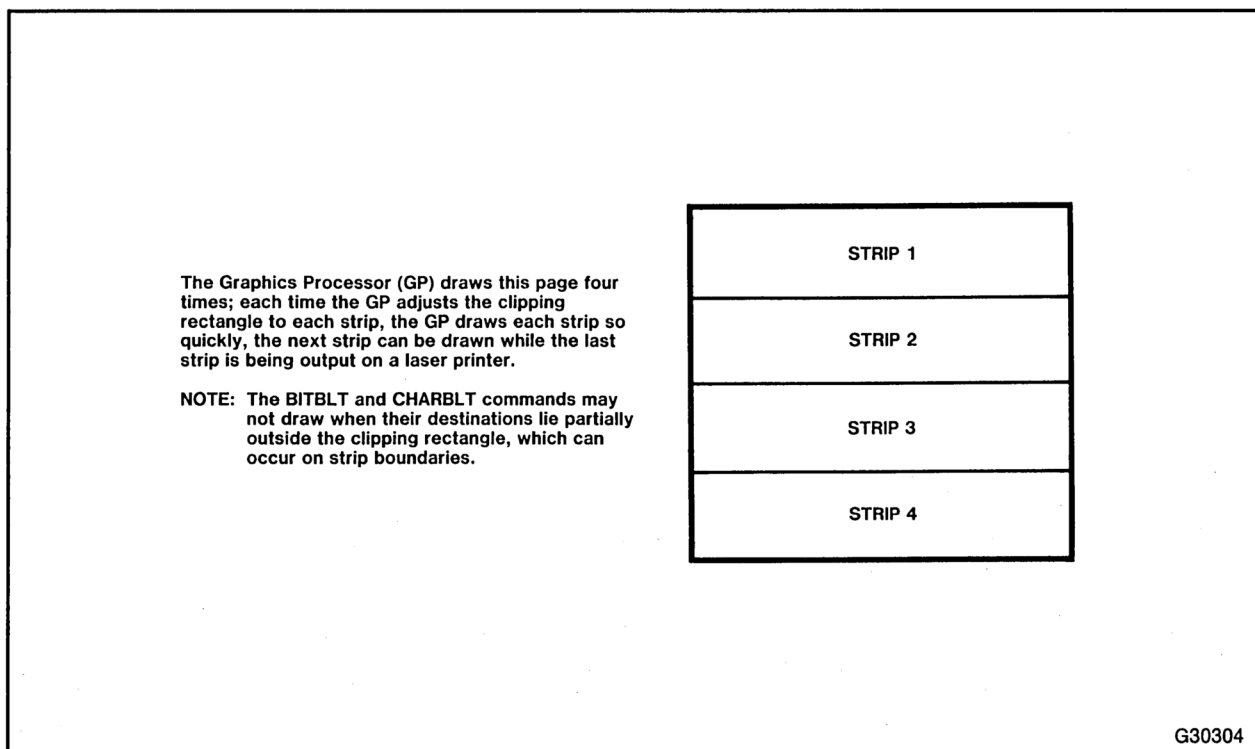 The Graphics Processor (GP) draws this page four
times; each time the GP adjusts the clipping
rectangle to each strip, the GP draws each strip so
quickly, the next strip can be drawn while the last
strip is being output on a laser printer.
NOTE: The BITBLT and CHARBLT commands may
not draw when their destinations lie partially
outside the clipping rectangle, which can
occur on strip boundaries.
STRIP 1
STRIP 2
STRIP 3
STRIP 4
G30304